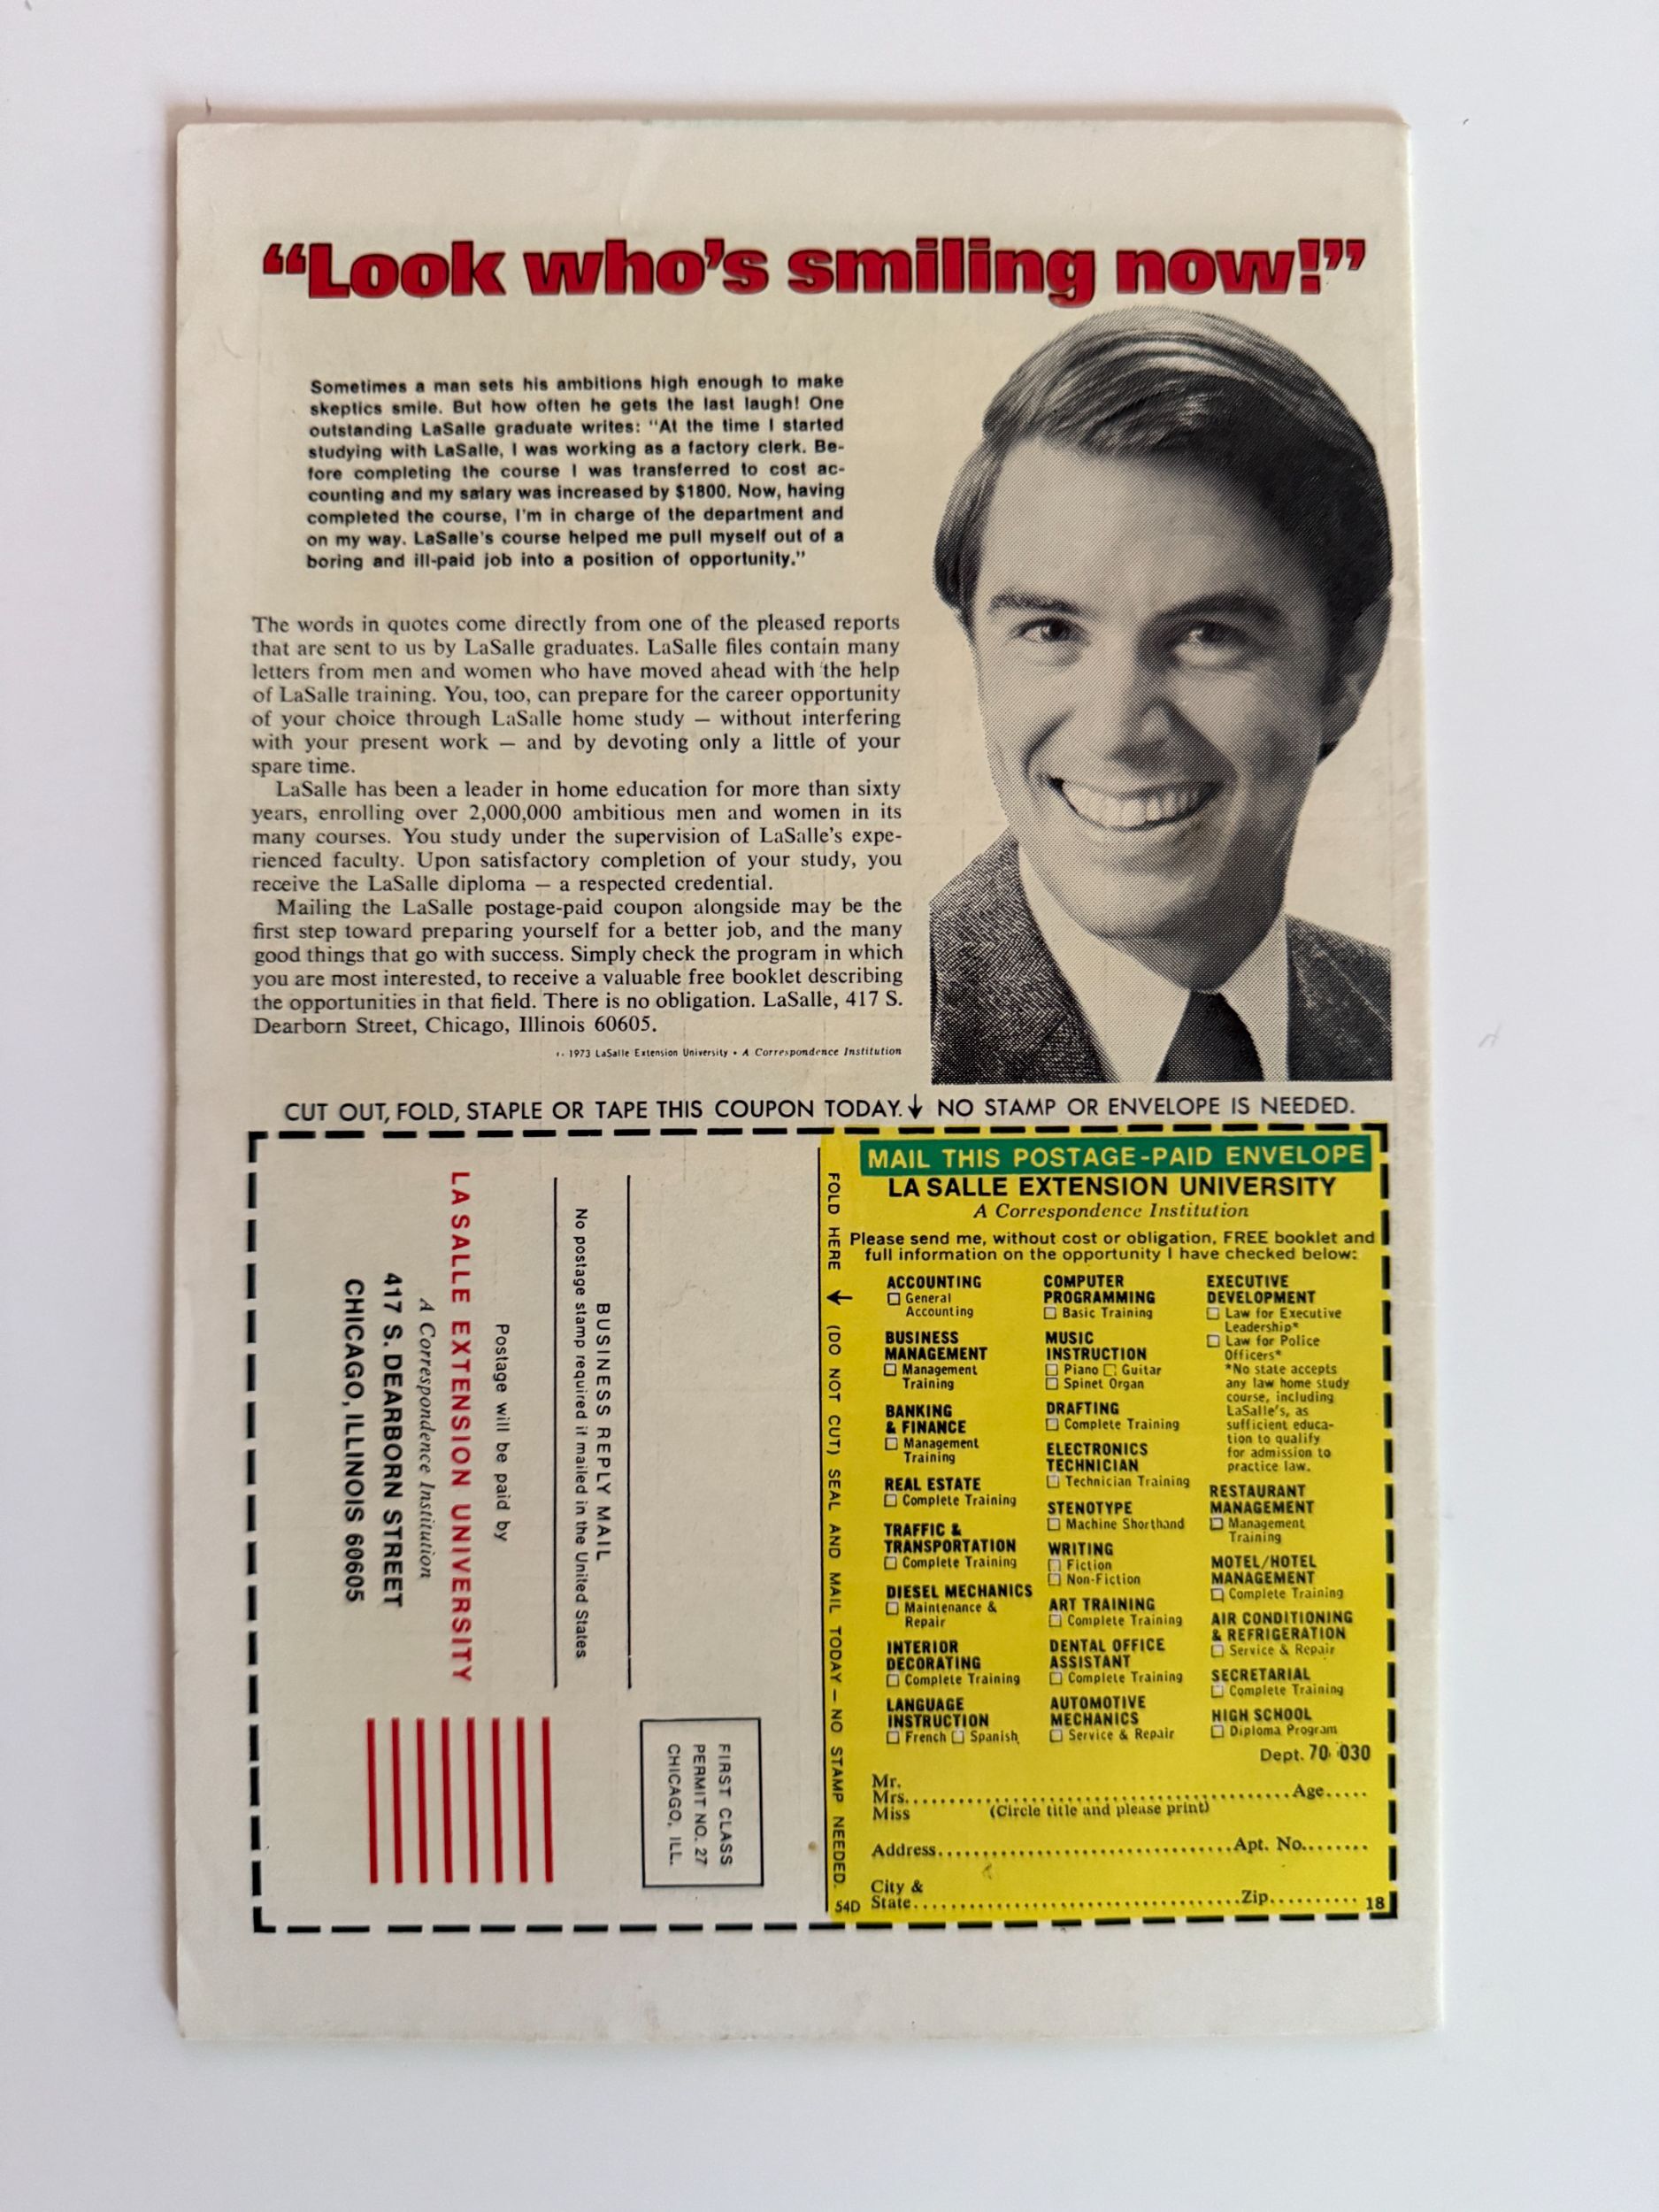 “Look who’s smiling now!”
Sometimes a man sets his ambitions high enough to make
skeptics smile. But how often he gets the last laugh! One
outstanding LaSalle graduate writes: “At the time I started
studying with LaSalle, I was working as a factory clerk. Be-
fore completing the course I was transferred to cost ac-
counting and my salary was increased by $1800. Now, having
completed the course, I’m in charge of the department and
on my way. LaSalle’s course helped me pull myself out of a
boring and ill-paid job into a position of opportunity.”
The words in quotes come directly from one of the pleased reports
that are sent to us by LaSalle graduates. LaSalle files contain many
letters from men and women who have moved ahead with the help
of LaSalle training. You, too, can prepare for the career opportunity
of your choice through LaSalle home study — without interfering
with your present work — and by devoting only a little of your
spare time.
LaSalle has been a leader in home education for more than sixty
years, enrolling over 2,000,000 ambitious men and women in its
many courses. You study under the supervision of LaSalle’s expe-
rienced faculty. Upon satisfactory completion of your study, you
receive the LaSalle diploma — a respected credential.
Mailing the LaSalle postage-paid coupon alongside may be the
first step toward preparing yourself for a better job, and the many
good things that go with success. Simply check the program in which
you are most interested, to receive a valuable free booklet describing
the opportunities in that field. There is no obligation. LaSalle, 417 S.
Dearborn Street, Chicago, Illinois 60605.
1973 LaSalle Extension University • A Correspondence Institution
CUT OUT, FOLD, STAPLE OR TAPE THIS COUPON TODAY. ↓ NO STAMP OR ENVELOPE IS NEEDED.
FIRST CLASS
PERMIT NO. 27
CHICAGO, ILL.
BUSINESS REPLY MAIL
No postage stamp required if mailed in the United States
Postage will be paid by
LA SALLE EXTENSION UNIVERSITY
A Correspondence Institution
417 S. DEARBORN STREET
CHICAGO, ILLINOIS 60605
FOLD HERE (DO NOT CUT) SEAL AND MAIL TODAY — NO STAMP NEEDED.
MAIL THIS POSTAGE-PAID ENVELOPE
LA SALLE EXTENSION UNIVERSITY
A Correspondence Institution
Please send me, without cost or obligation, FREE booklet and
full information on the opportunity I have checked below:
ACCOUNTING
☐ General
Accounting
BUSINESS
MANAGEMENT
☐ Management
Training
BANKING
& FINANCE
☐ Management
Training
REAL ESTATE
☐ Complete Training
TRAFFIC &
TRANSPORTATION
☐ Complete Training
DIESEL MECHANICS
☐ Maintenance &
Repair
INTERIOR
DECORATING
☐ Complete Training
LANGUAGE
INSTRUCTION
☐ French ☐ Spanish
COMPUTER
PROGRAMMING
☐ Basic Training
MUSIC
INSTRUCTION
☐ Piano ☐ Guitar
☐ Spinet Organ
DRAFTING
☐ Complete Training
ELECTRONICS
TECHNICIAN
☐ Technician Training
STENOTYPE
☐ Machine Shorthand
WRITING
☐ Fiction
☐ Non-Fiction
ART TRAINING
☐ Complete Training
DENTAL OFFICE
ASSISTANT
☐ Complete Training
AUTOMOTIVE
MECHANICS
☐ Service & Repair
EXECUTIVE
DEVELOPMENT
☐ Law for Executive
Leadership*
☐ Law for Police
Officers*
*No state accepts
any law home study
course, including
LaSalle’s, as
sufficient educa-
tion to qualify
for admission to
practice law.
RESTAURANT
MANAGEMENT
☐ Management
Training
MOTEL/HOTEL
MANAGEMENT
☐ Complete Training
AIR CONDITIONING
& REFRIGERATION
☐ Service & Repair
SECRETARIAL
☐ Complete Training
HIGH SCHOOL
☐ Diploma Program
Dept. 70 030
Mr.
Mrs. Age
Miss (Circle title and please print)
Address Apt. No.
City &
State Zip
54D 18